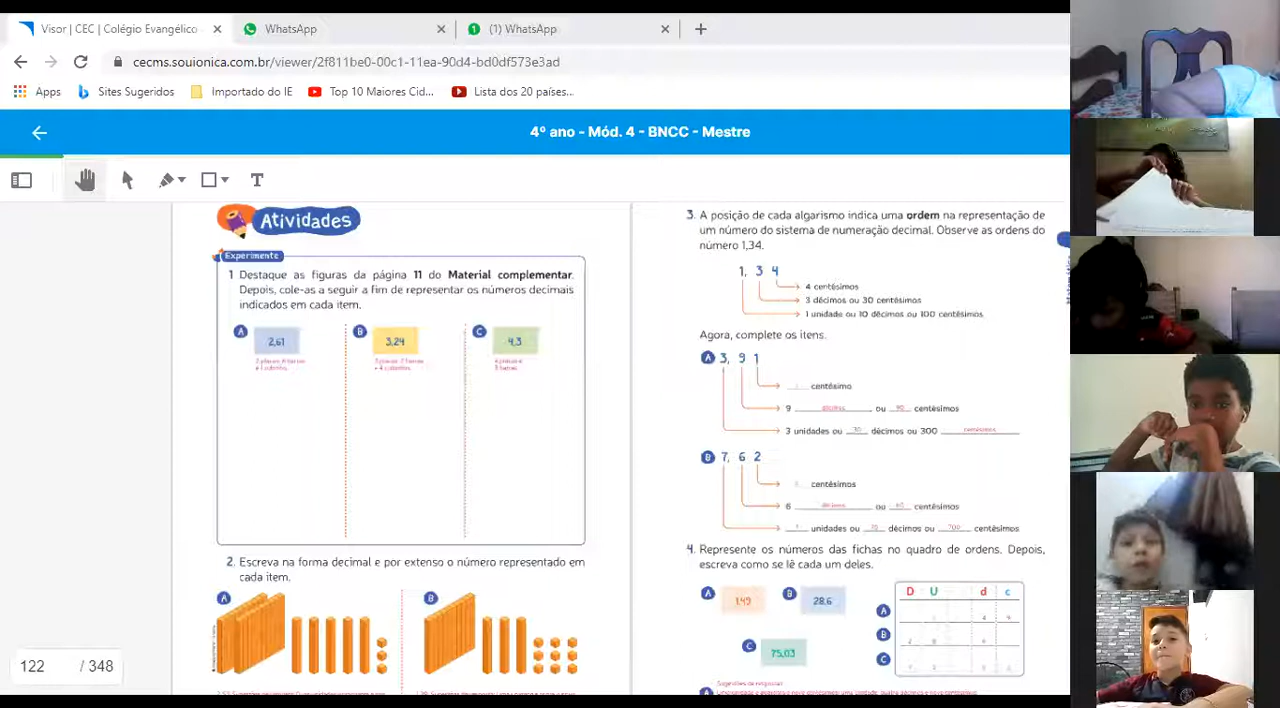 Visor | CEC | Colégio Evangélico
WhatsApp
(1) WhatsApp
cecms.souionica.com.br/viewer/2f811be0-00c1-11ea-90d4-bd0df573e3ad
Apps
Sites Sugeridos
Importado do IE
Top 10 Maiores Cid...
Lista dos 20 países...
4º ano - Mód. 4 - BNCC - Mestre
T
Atividades
Experimente
1 Destaque as figuras da página 11 do Material complementar.
Depois, cole-as a seguir a fim de representar os números decimais
indicados em cada item.
A 2,61
B 3,24
C 4,3
2. Escreva na forma decimal e por extenso o número representado em
cada item.
A
B
122 / 348
3. A posição de cada algarismo indica uma ordem na representação de
um número do sistema de numeração decimal. Observe as ordens do
número 1,34.
1, 3 4
4 centésimos
3 décimos ou 30 centésimos
1 unidade ou 10 décimos ou 100 centésimos
Agora, complete os itens.
A 3, 9 1
centésimo
9 décimos ou 90 centésimos
3 unidades ou 30 décimos ou 300 centésimos
B 7, 6 2
centésimos
6 décimos ou 60 centésimos
unidades ou 70 décimos ou 700 centésimos
4. Represente os números das fichas no quadro de ordens. Depois,
escreva como se lê cada um deles.
A 1,49
B 28,6
C 75,03
D U d c
A
B
C
Matemática